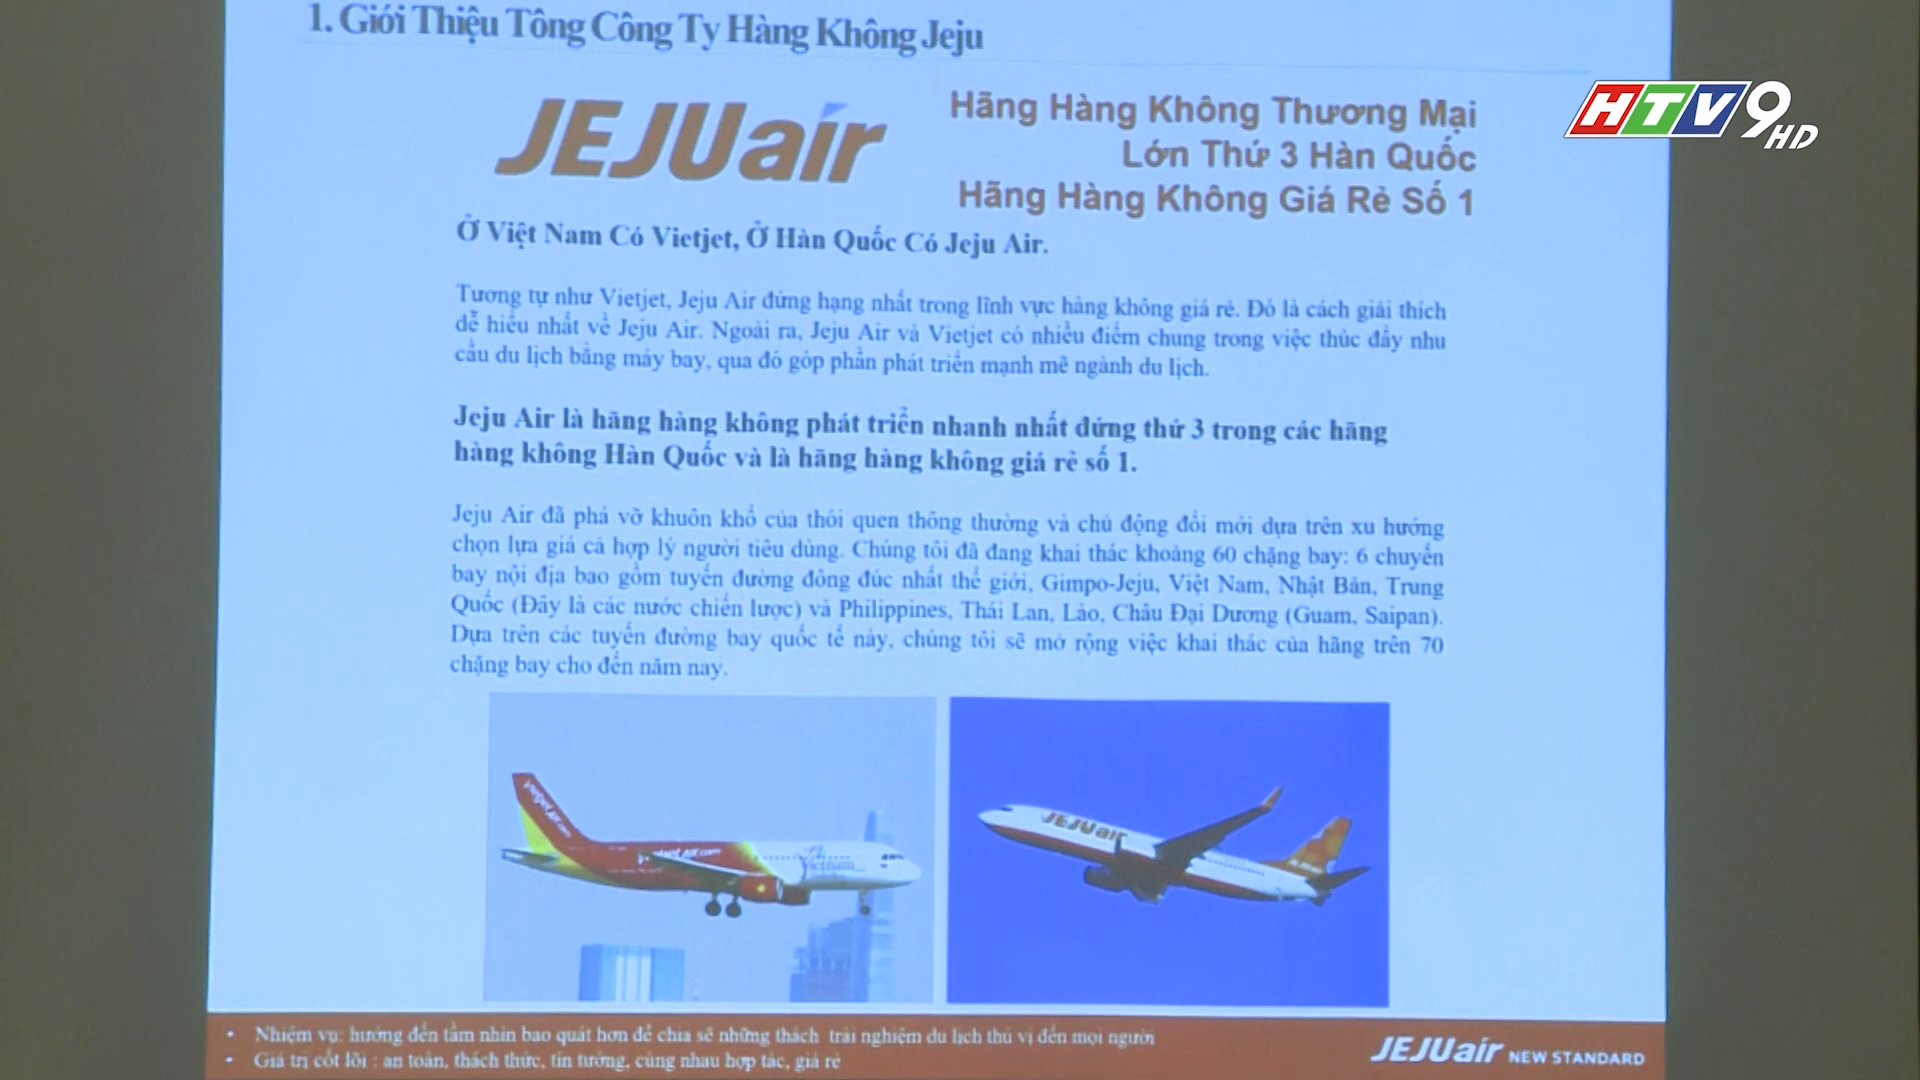 1. Giới Thiệu Tổng Công Ty Hàng Không Jeju
JEJUair
Hãng Hàng Không Thương Mại
Lớn Thứ 3 Hàn Quốc
Hãng Hàng Không Giá Rẻ Số 1
HTV9 HD
Ở Việt Nam Có Vietjet, Ở Hàn Quốc Có Jeju Air.
Tương tự như Vietjet, Jeju Air đứng hạng nhất trong lĩnh vực hàng không giá rẻ. Đó là cách giải thích
dễ hiểu nhất về Jeju Air. Ngoài ra, Jeju Air và Vietjet có nhiều điểm chung trong việc thúc đẩy nhu
cầu du lịch bằng máy bay, qua đó góp phần phát triển mạnh mẽ ngành du lịch.
Jeju Air là hãng hàng không phát triển nhanh nhất đứng thứ 3 trong các hãng
hàng không Hàn Quốc và là hãng hàng không giá rẻ số 1.
Jeju Air đã phá vỡ khuôn khổ của thói quen thông thường và chủ động đổi mới dựa trên xu hướng
chọn lựa giá cả hợp lý người tiêu dùng. Chúng tôi đã đang khai thác khoảng 60 chặng bay: 6 chuyến
bay nội địa bao gồm tuyến đường đông đúc nhất thế giới, Gimpo-Jeju, Việt Nam, Nhật Bản, Trung
Quốc (Đây là các nước chiến lược) và Philippines, Thái Lan, Lào, Châu Đại Dương (Guam, Saipan).
Dựa trên các tuyến đường bay quốc tế này, chúng tôi sẽ mở rộng việc khai thác của hãng trên 70
chặng bay cho đến năm nay.
vietjetAir.com
vietjetAir.com
Vietnam
JEJUair
• Nhiệm vụ: hướng đến tầm nhìn bao quát hơn để chia sẻ những thách trải nghiệm du lịch thú vị đến mọi người
• Giá trị cốt lõi : an toàn, thách thức, tin tưởng, cùng nhau hợp tác, giá rẻ
JEJUair NEW STANDARD